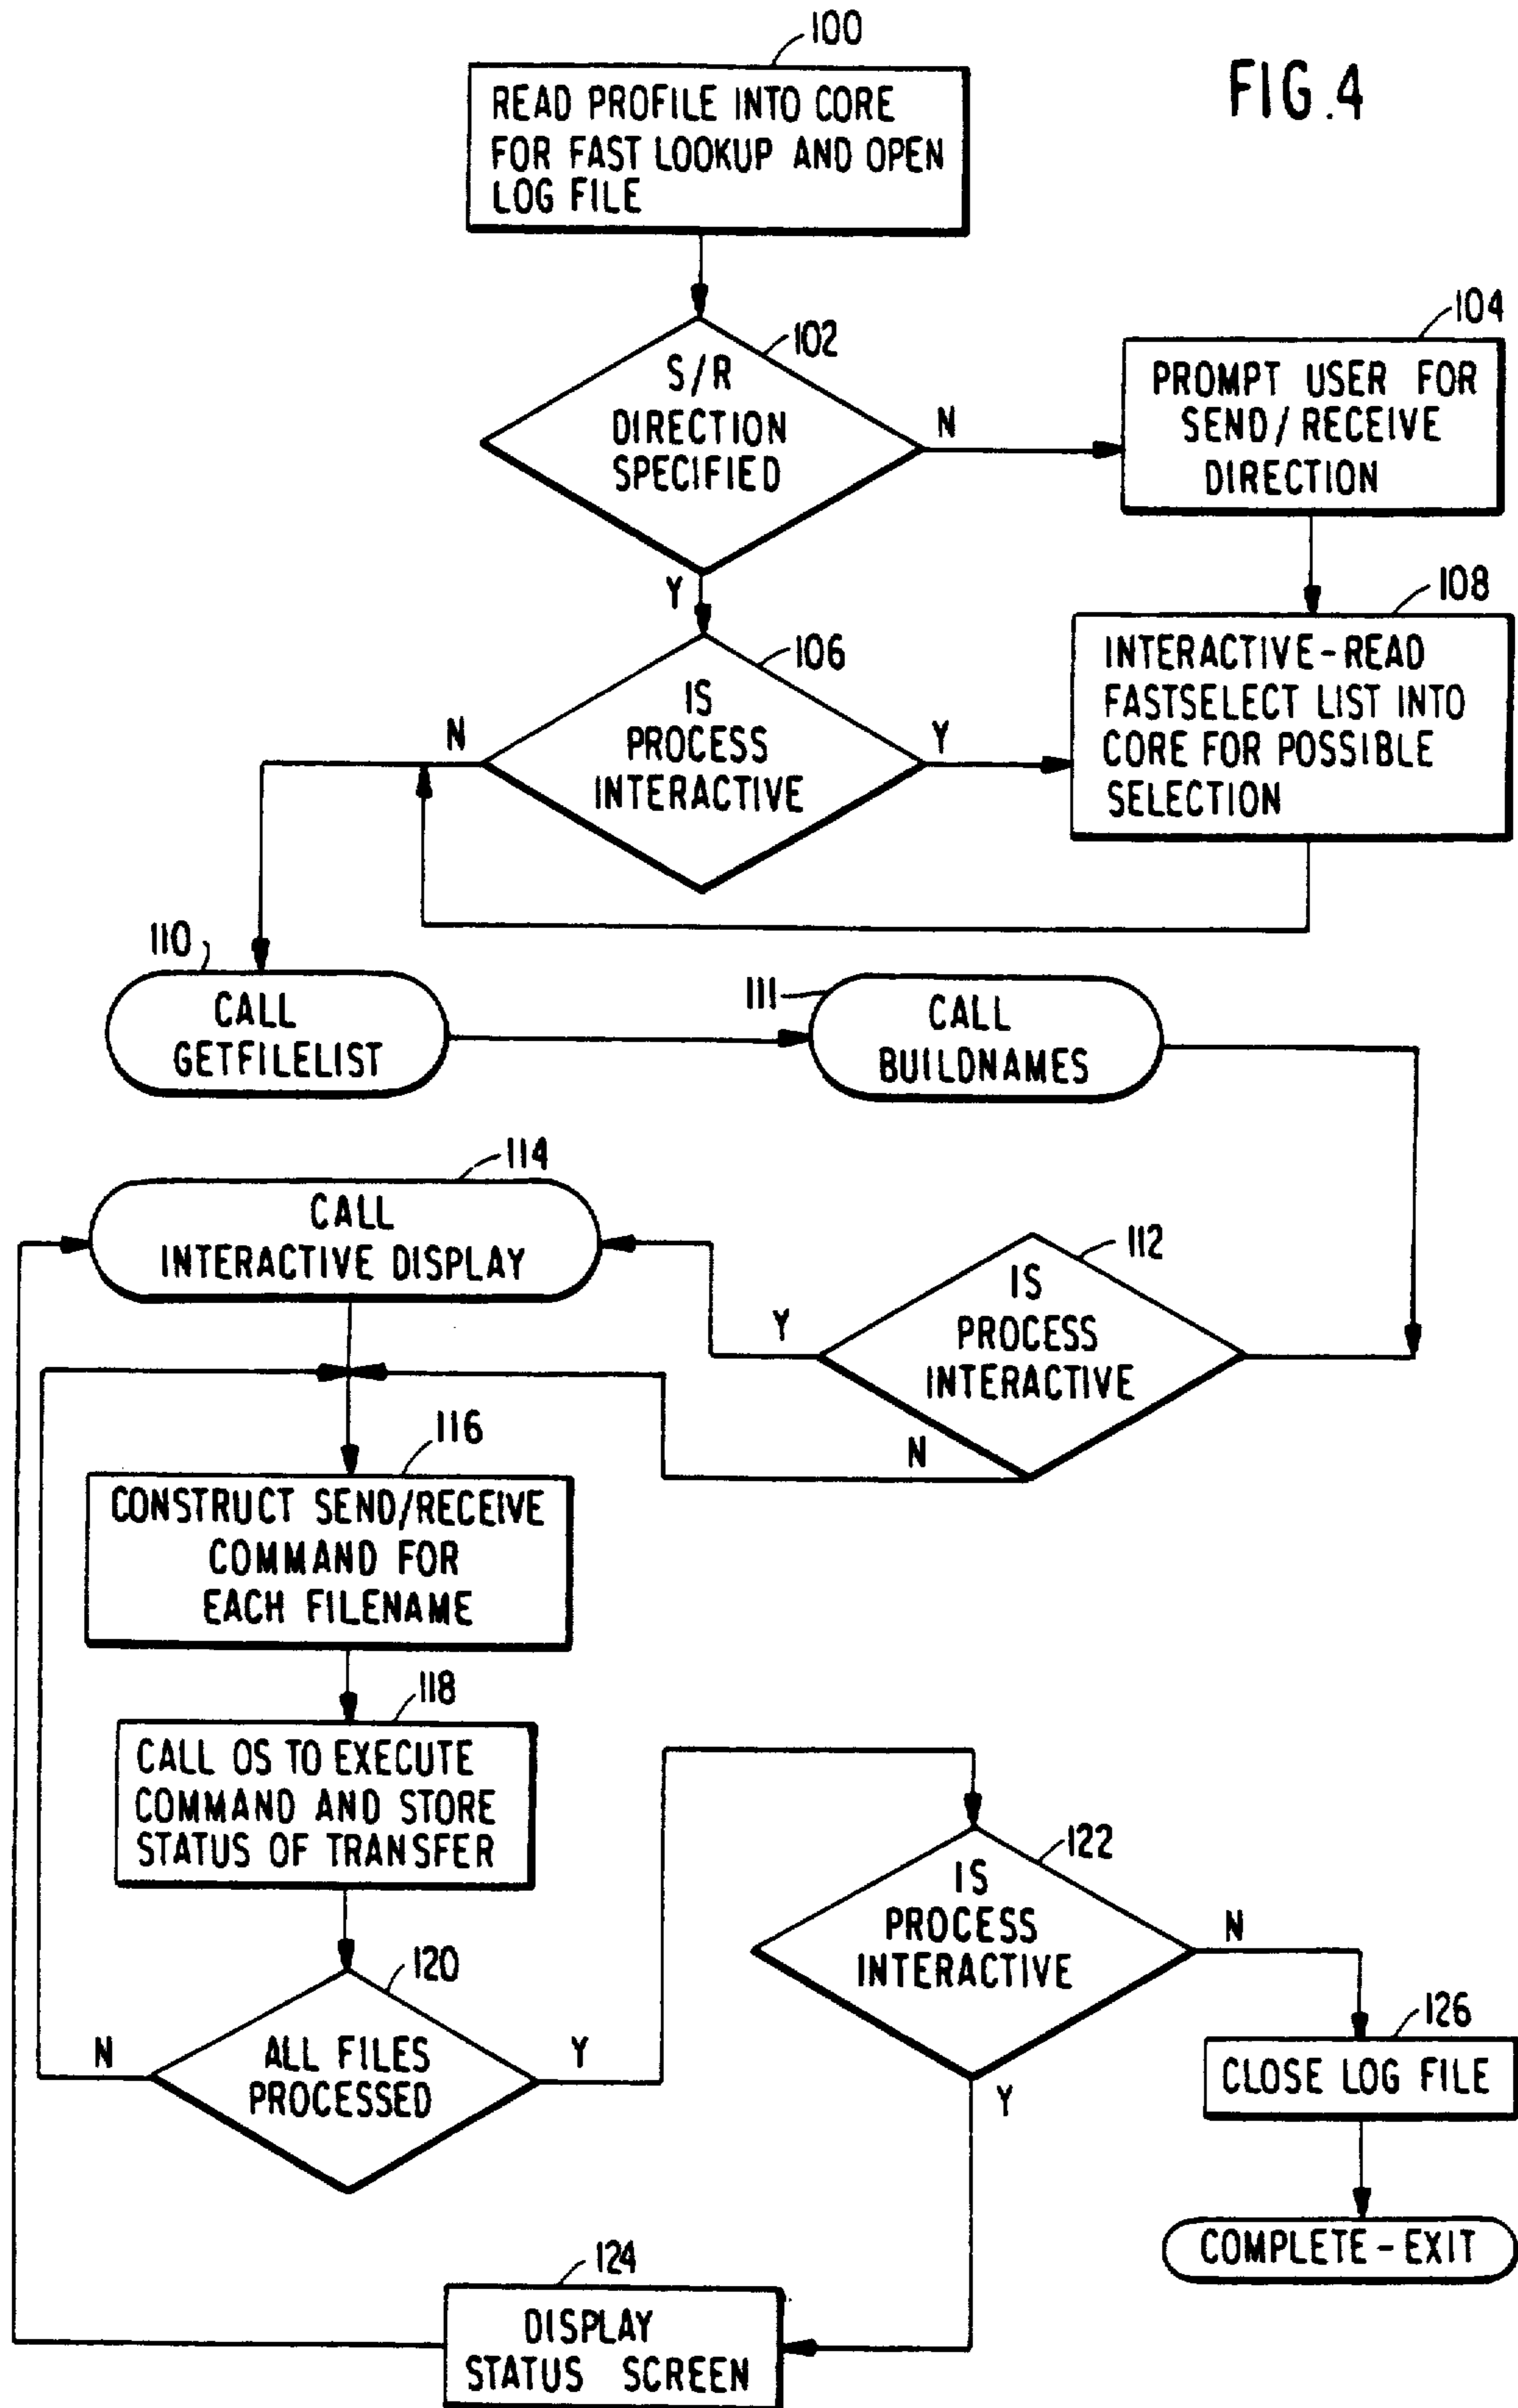 100
FIG.4
READ PROFILE INTO CORE
FOR FAST LOOKUP AND OPEN
LOG FILE
102
S/R
DIRECTION
SPECIFIED
N
Y
104
PROMPT USER FOR
SEND/RECEIVE
DIRECTION
106
IS
PROCESS
INTERACTIVE
N
Y
108
INTERACTIVE-READ
FASTSELECT LIST INTO
CORE FOR POSSIBLE
SELECTION
110
CALL
GETFILELIST
111
CALL
BUILDNAMES
114
CALL
INTERACTIVE DISPLAY
112
IS
PROCESS
INTERACTIVE
Y
N
116
CONSTRUCT SEND/RECEIVE
COMMAND FOR
EACH FILENAME
118
CALL OS TO EXECUTE
COMMAND AND STORE
STATUS OF TRANSFER
120
ALL FILES
PROCESSED
N
Y
122
IS
PROCESS
INTERACTIVE
N
Y
126
CLOSE LOG FILE
COMPLETE-EXIT
124
DISPLAY
STATUS SCREEN